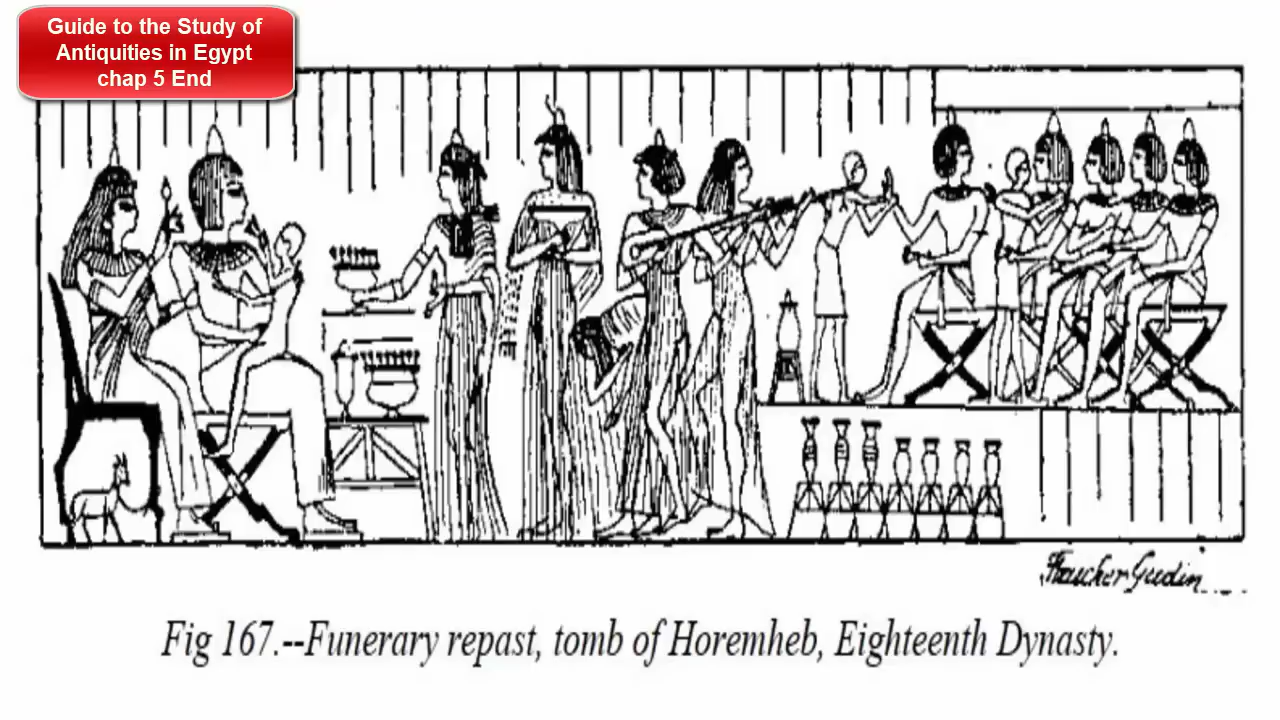 Guide to the Study of
Antiquities in Egypt
chap 5 End
Faucher-Gudin
Fig 167.--Funerary repast, tomb of Horemheb, Eighteenth Dynasty.